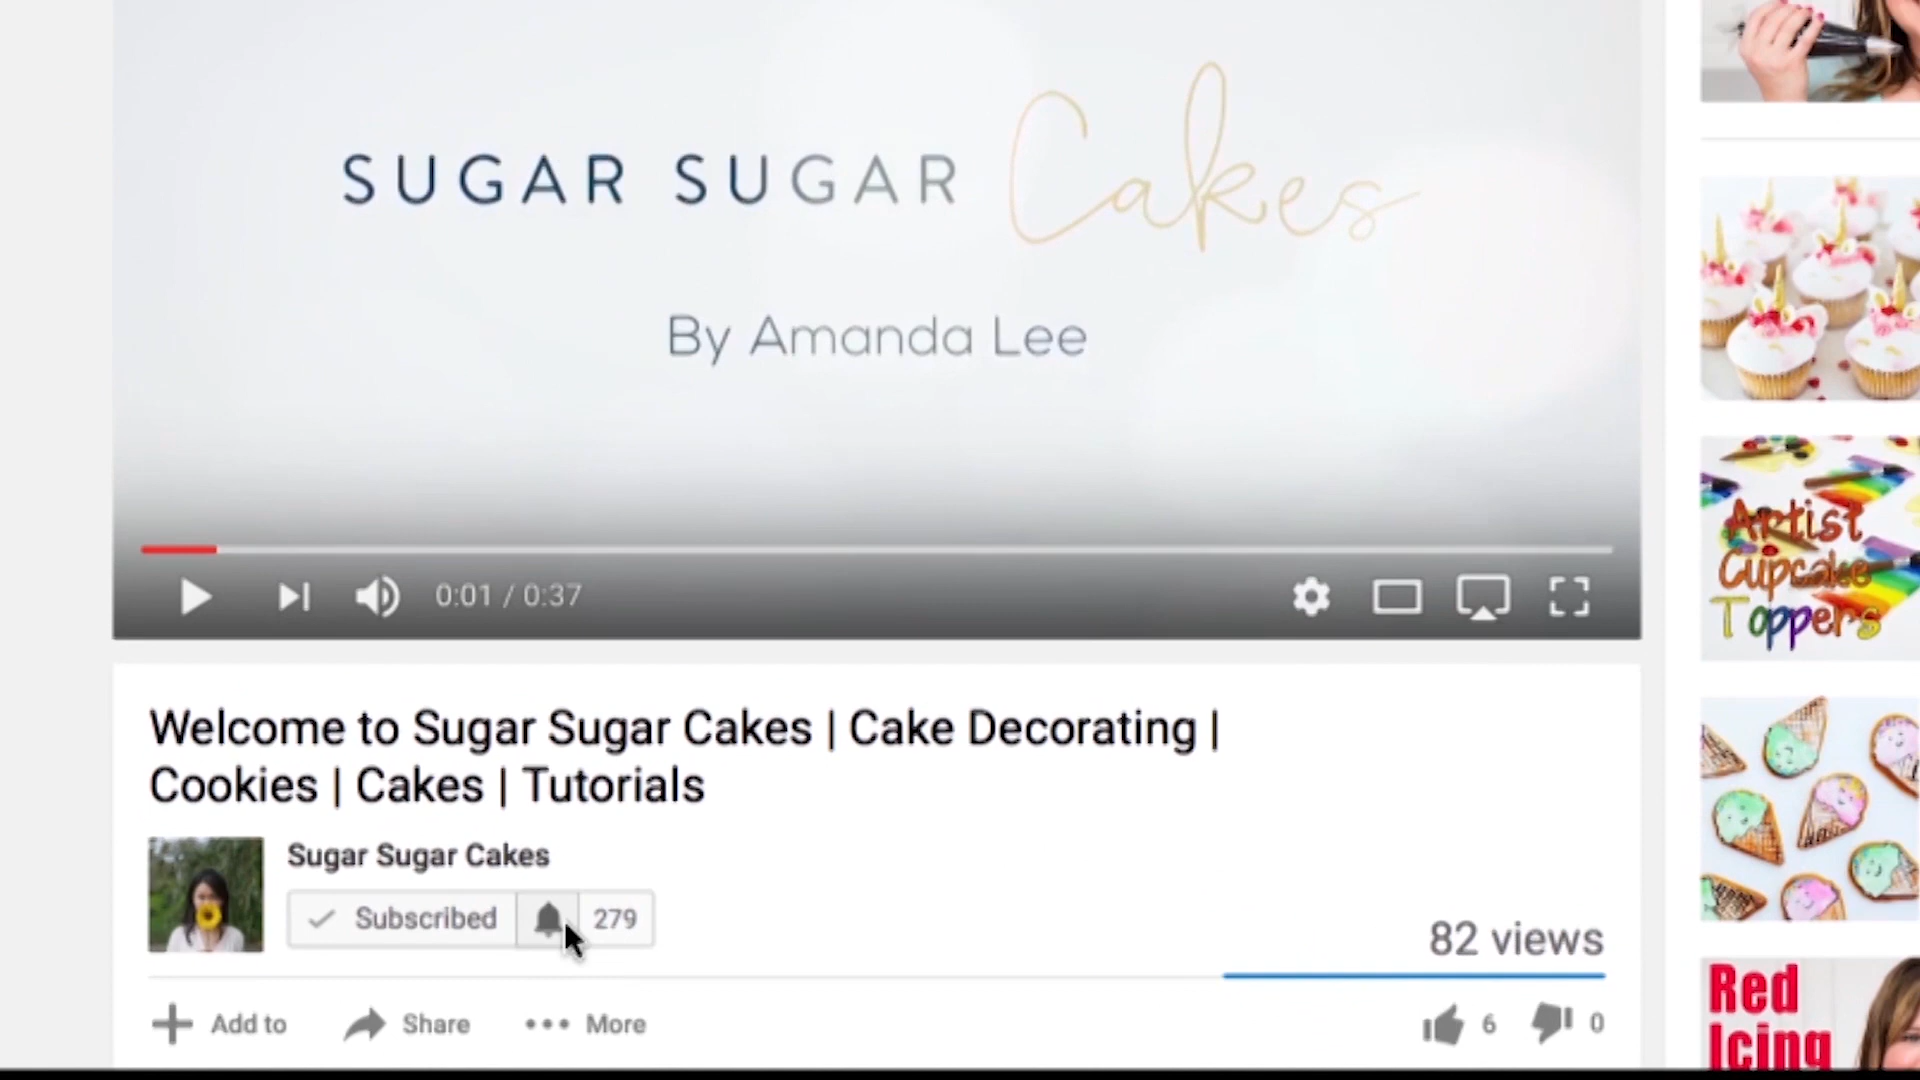 SUGAR SUGAR Cakes
By Amanda Lee
0:01 / 0:37
Welcome to Sugar Sugar Cakes | Cake Decorating |
Cookies | Cakes | Tutorials
Sugar Sugar Cakes
Subscribed 279
82 views
Add to Share More 6 0
Artist
Cupcake
Toppers
Red
Icing